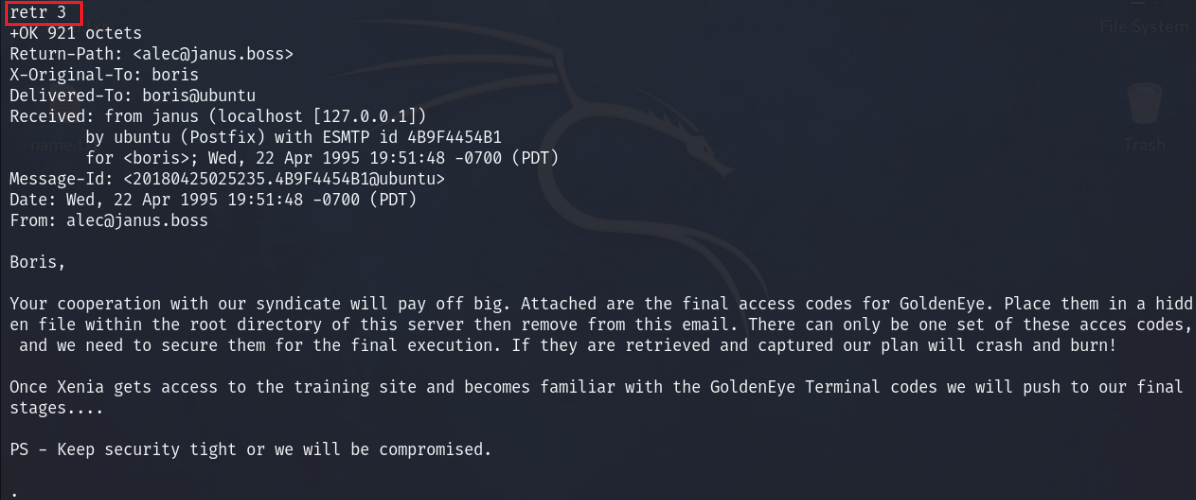 retr 3
+OK 921 octets
Return-Path: <alec@janus.boss>
X-Original-To: boris
Delivered-To: boris@ubuntu
Received: from janus (localhost [127.0.0.1])
        by ubuntu (Postfix) with ESMTP id 4B9F4454B1
        for <boris>; Wed, 22 Apr 1995 19:51:48 -0700 (PDT)
Message-Id: <20180425025235.4B9F4454B1@ubuntu>
Date: Wed, 22 Apr 1995 19:51:48 -0700 (PDT)
From: alec@janus.boss

Boris,

Your cooperation with our syndicate will pay off big. Attached are the final access codes for GoldenEye. Place them in a hidd
en file within the root directory of this server then remove from this email. There can only be one set of these acces codes,
 and we need to secure them for the final execution. If they are retrieved and captured our plan will crash and burn!

Once Xenia gets access to the training site and becomes familiar with the GoldenEye Terminal codes we will push to our final
stages....

PS - Keep security tight or we will be compromised.

.
File System
Trash